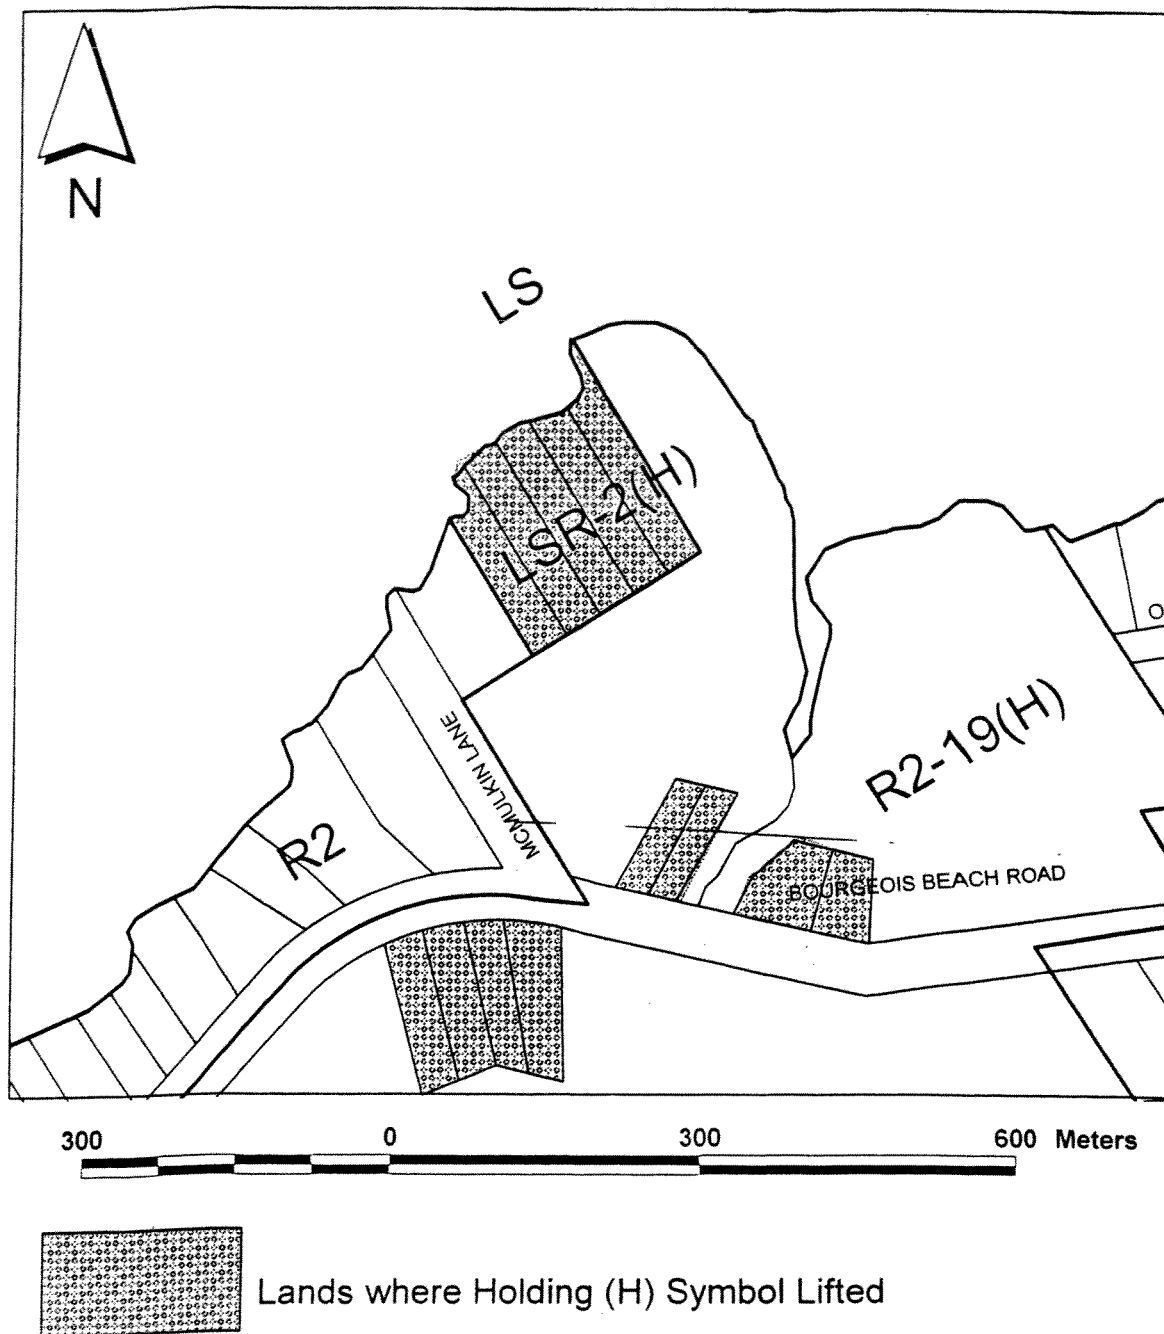 N
LS
LSR-2(H)
O
R2-19(H)
MCMULKIN LANE
R2
BOURGEOIS BEACH ROAD
300 0 300 600 Meters
Lands where Holding (H) Symbol Lifted